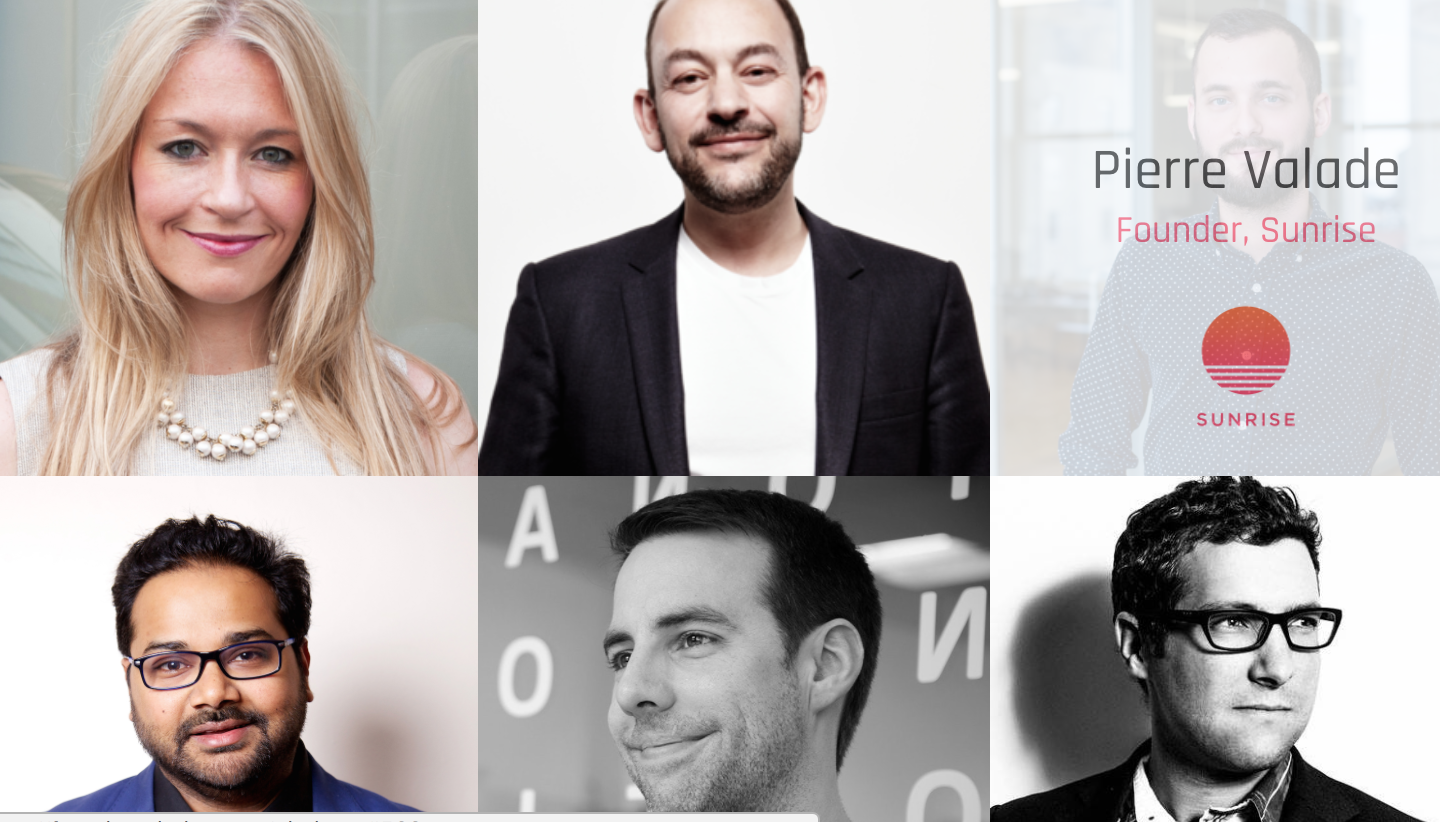 Pierre Valade
Founder, Sunrise
SUNRISE
A N O
O N
O